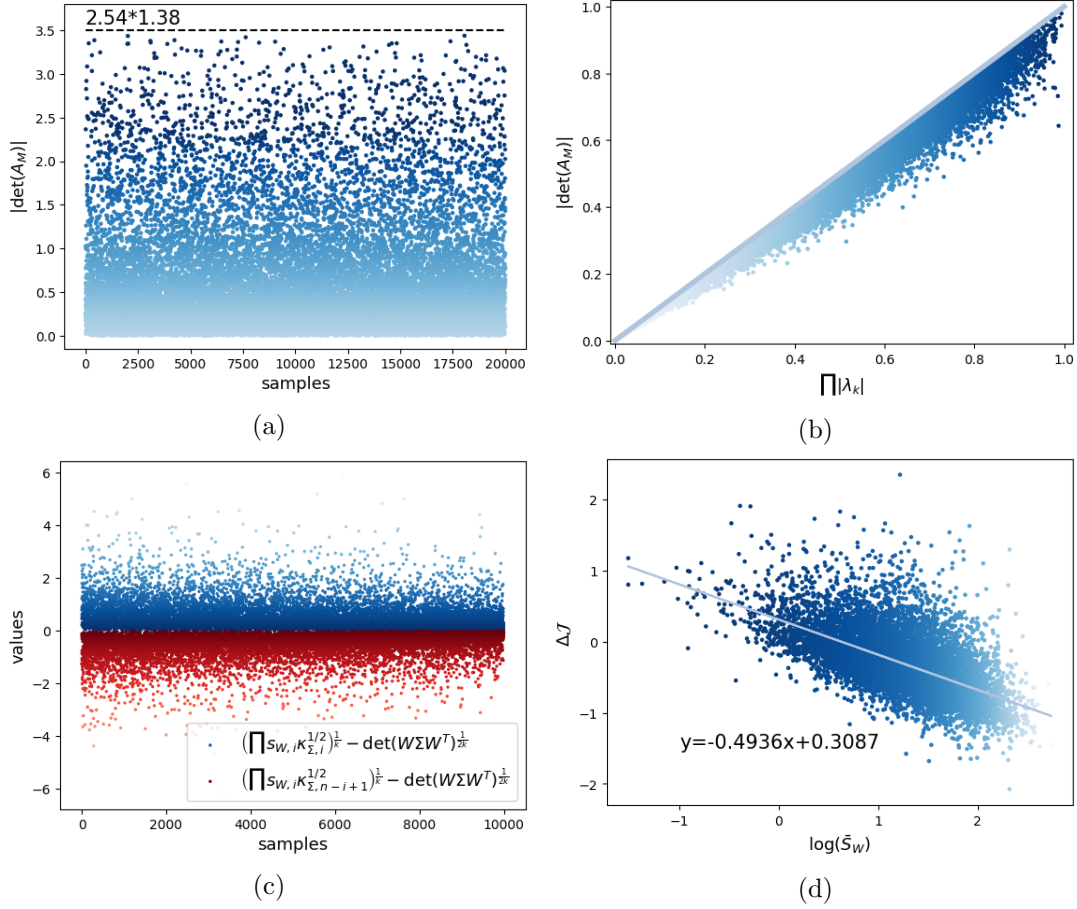 2.54*1.38
3.5
3.0
2.5
2.0
1.5
1.0
0.5
0.0
|det(A_M)|
0 2500 5000 7500 10000 12500 15000 17500 20000
samples
(a)
1.0
0.8
0.6
0.4
0.2
0.0
|det(A_M)|
0.0 0.2 0.4 0.6 0.8 1.0
∏|λ_k|
(b)
6
4
2
0
−2
−4
−6
values
(∏ s_{W,i} κ_{Σ,i}^{1/2})^{1/k} − det(WΣW^T)^{1/2k}
(∏ s_{W,i} κ_{Σ,n−i+1}^{1/2})^{1/k} − det(WΣW^T)^{1/2k}
0 2000 4000 6000 8000 10000
samples
(c)
2
1
0
−1
−2
Δ𝒥
y=-0.4936x+0.3087
−1 0 1 2
log(S̄_W)
(d)